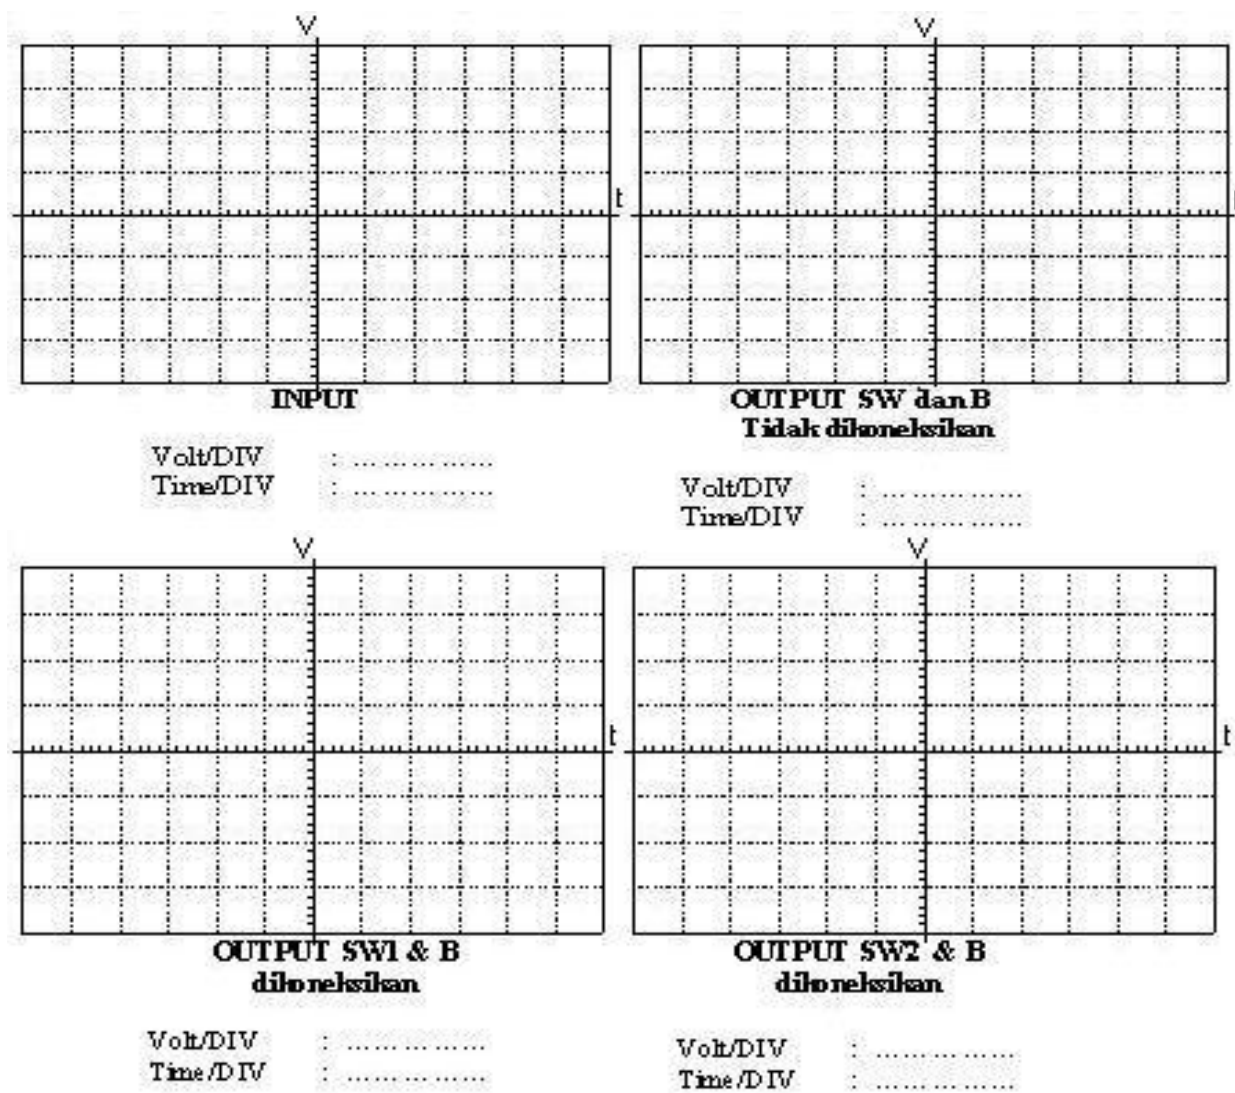 V
V
t
INPUT
OUTPUT SW dan B
Tidak dikoneksikan
Volt/DIV : ....................
Time/DIV : ....................
Volt/DIV : ....................
Time/DIV : ....................
V
V
t
t
OUTPUT SW1 & B
dikoneksikan
OUTPUT SW2 & B
dikoneksikan
Volt/DIV : ....................
Time/DIV : ....................
Volt/DIV : ....................
Time/DIV : ....................